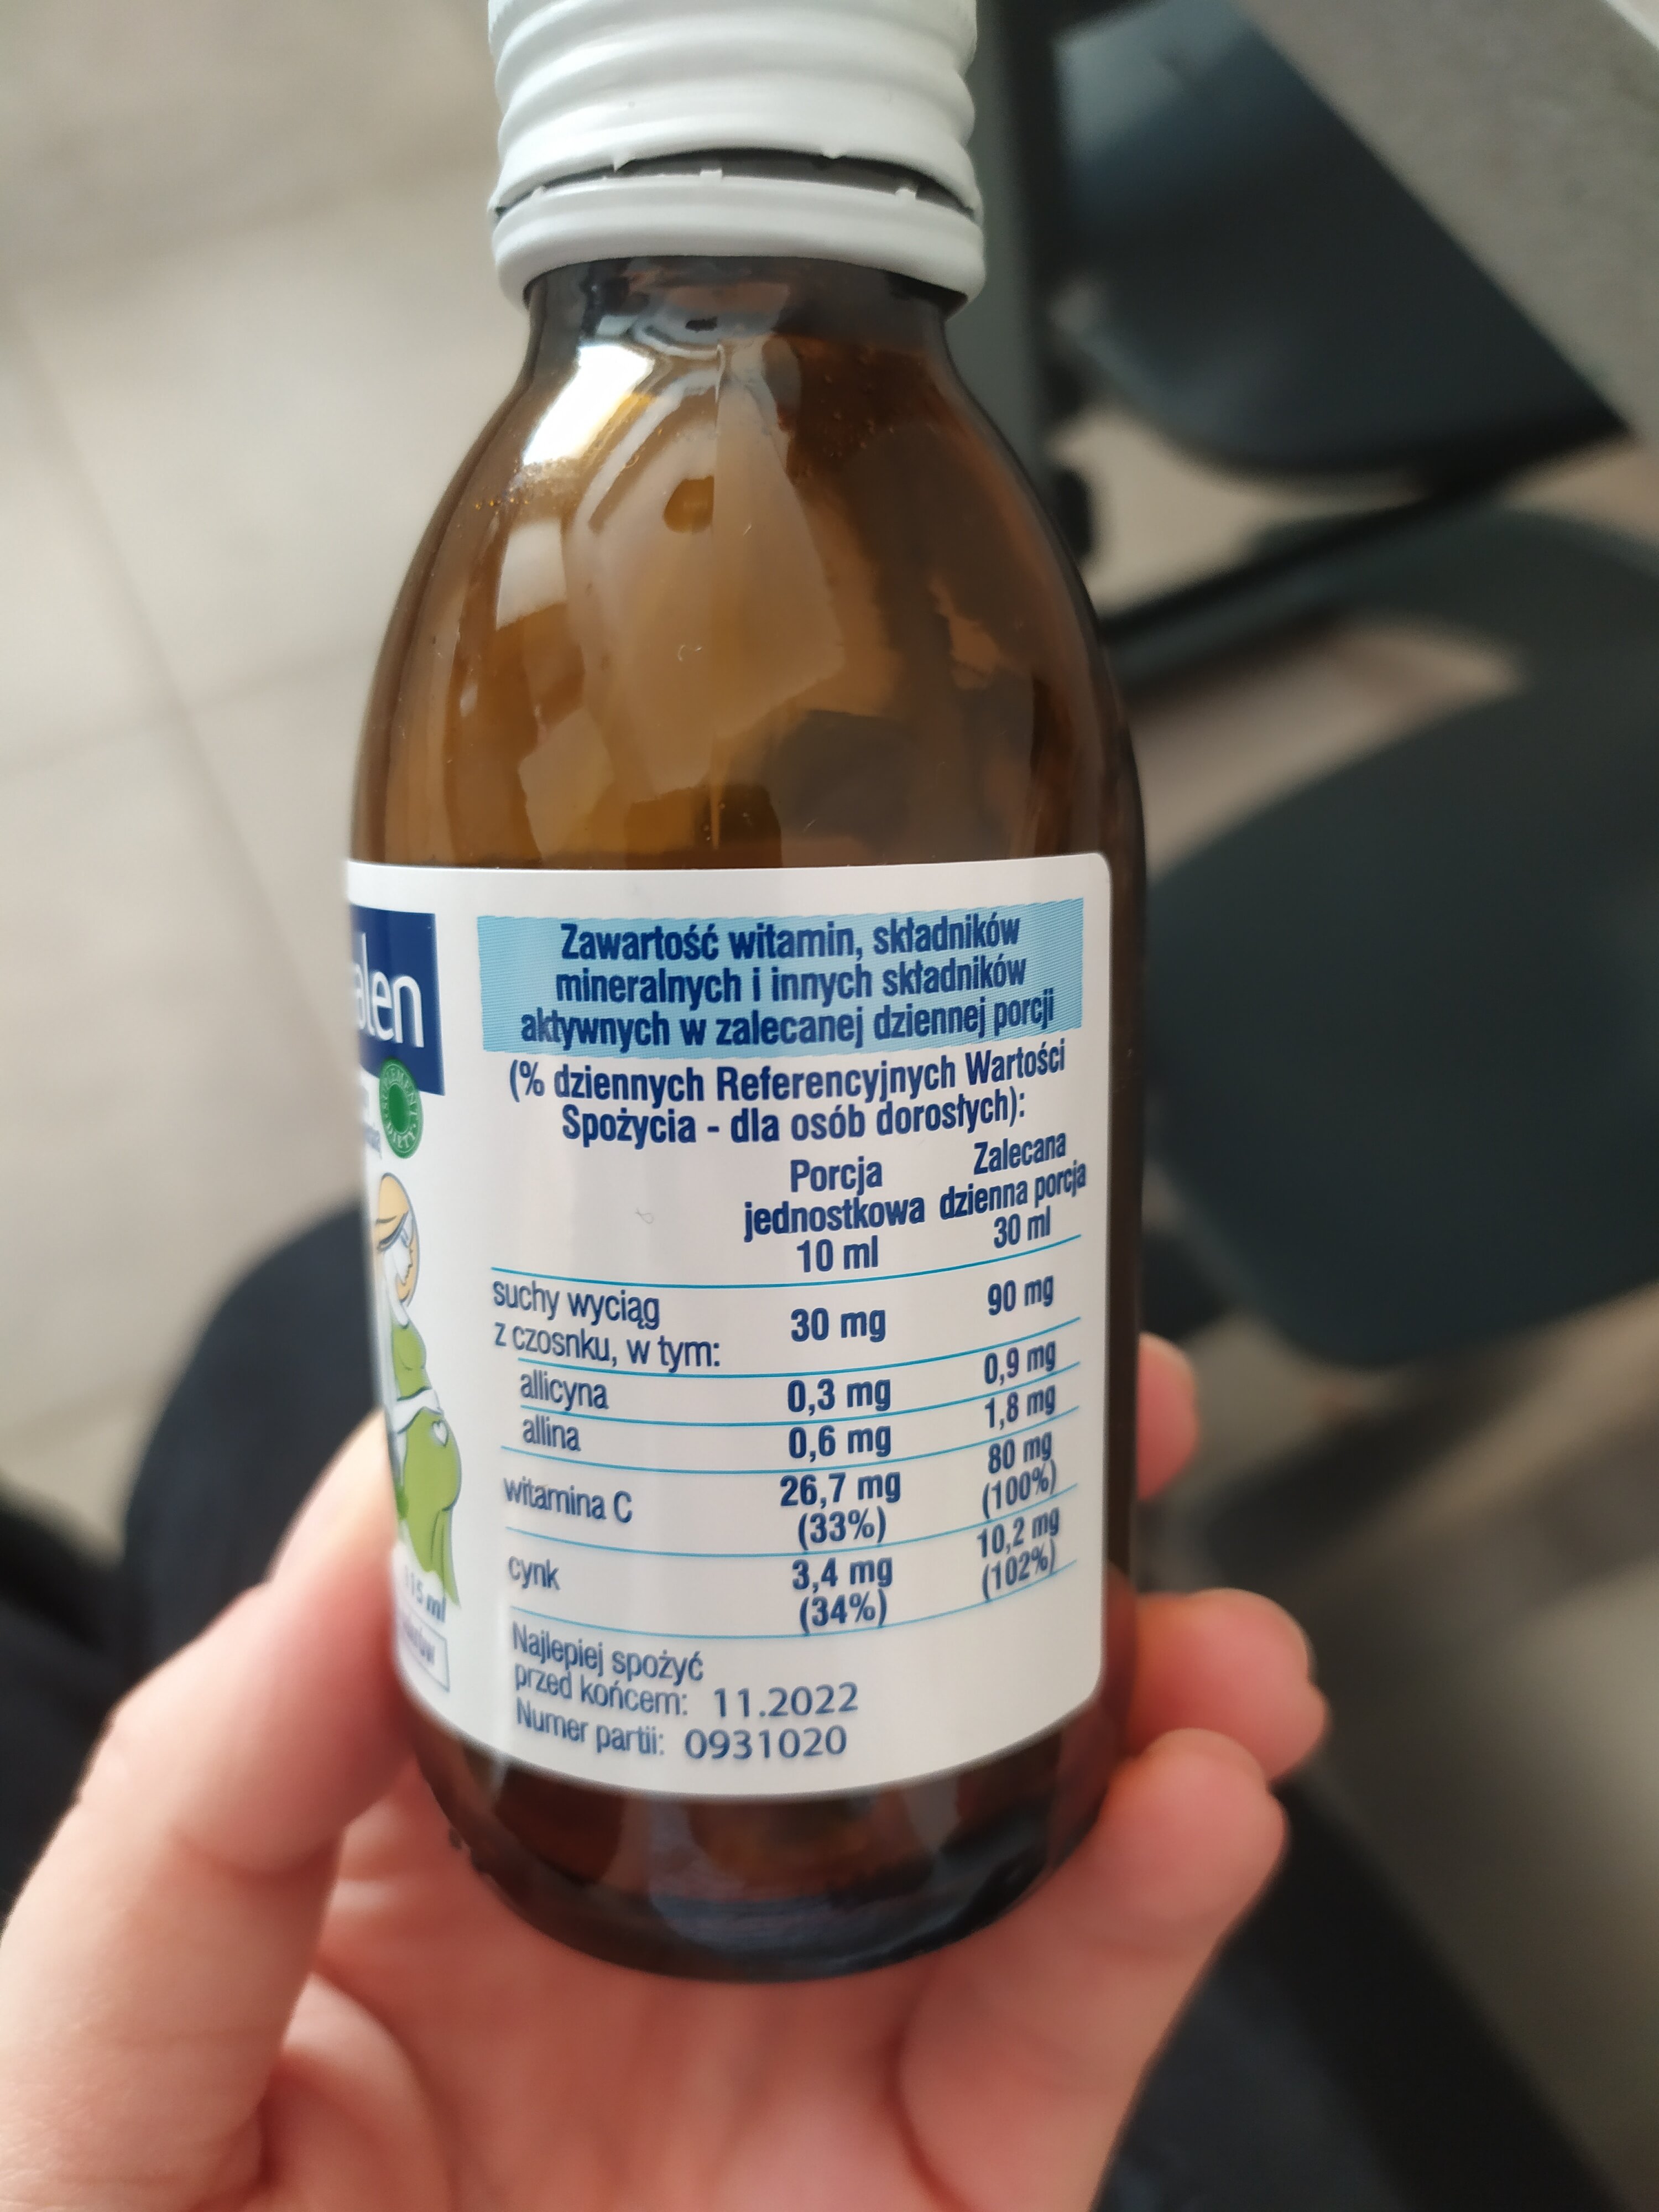 alen
Zawartość witamin, składników
mineralnych i innych składników
aktywnych w zalecanej dziennej porcji
(% dziennych Referencyjnych Wartości
Spożycia - dla osób dorosłych):
Porcja jednostkowa 10 ml
Zalecana dzienna porcja 30 ml
suchy wyciąg
z czosnku, w tym: 30 mg 90 mg
allicyna 0,3 mg 0,9 mg
allina 0,6 mg 1,8 mg
witamina C 26,7 mg 80 mg
(33%) (100%)
cynk 3,4 mg 10,2 mg
(34%) (102%)
Najlepiej spożyć
przed końcem: 11.2022
Numer partii: 0931020
115 ml